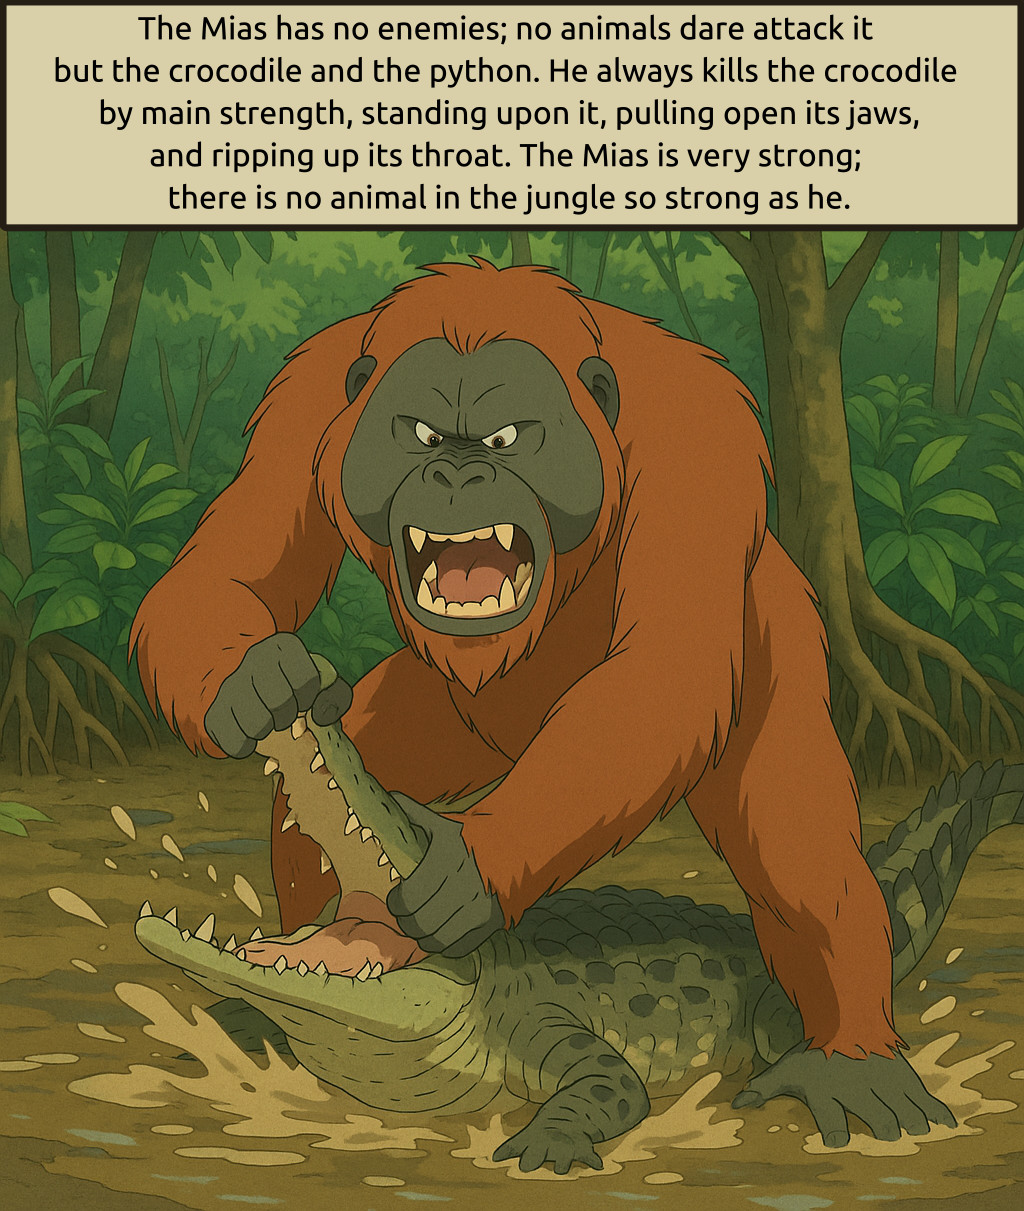 The Mias has no enemies; no animals dare attack it
but the crocodile and the python. He always kills the crocodile
by main strength, standing upon it, pulling open its jaws,
and ripping up its throat. The Mias is very strong;
there is no animal in the jungle so strong as he.